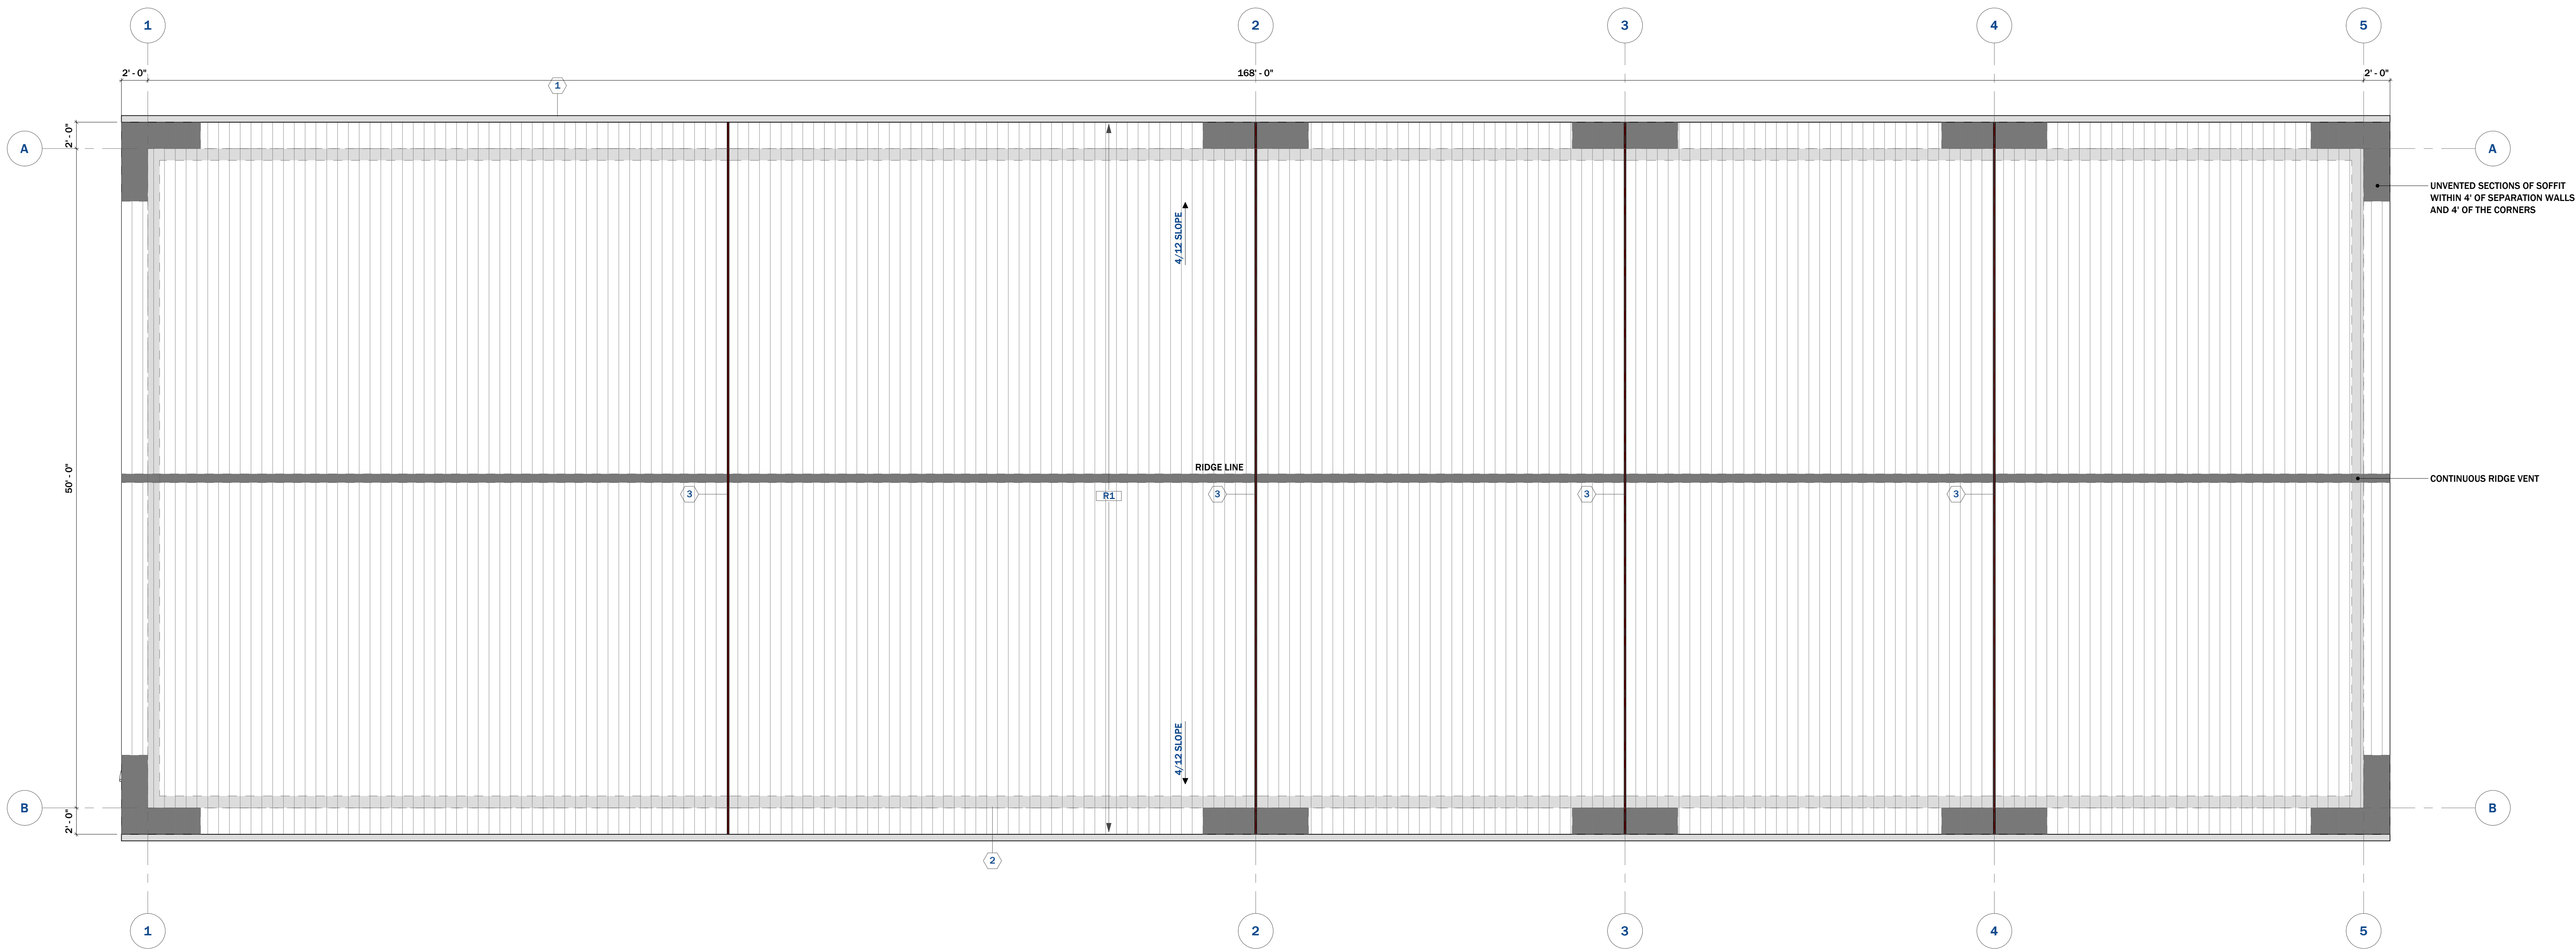 1
2
3
4
5
2' - 0"
168' - 0"
2' - 0"
1
2' - 0"
A
A
UNVENTED SECTIONS OF SOFFIT
WITHIN 4' OF SEPARATION WALLS
AND 4' OF THE CORNERS
4/12 SLOPE
50' - 0"
RIDGE LINE
CONTINUOUS RIDGE VENT
3
R1
3
3
3
4/12 SLOPE
B
B
2' - 0"
2
1
2
3
4
5